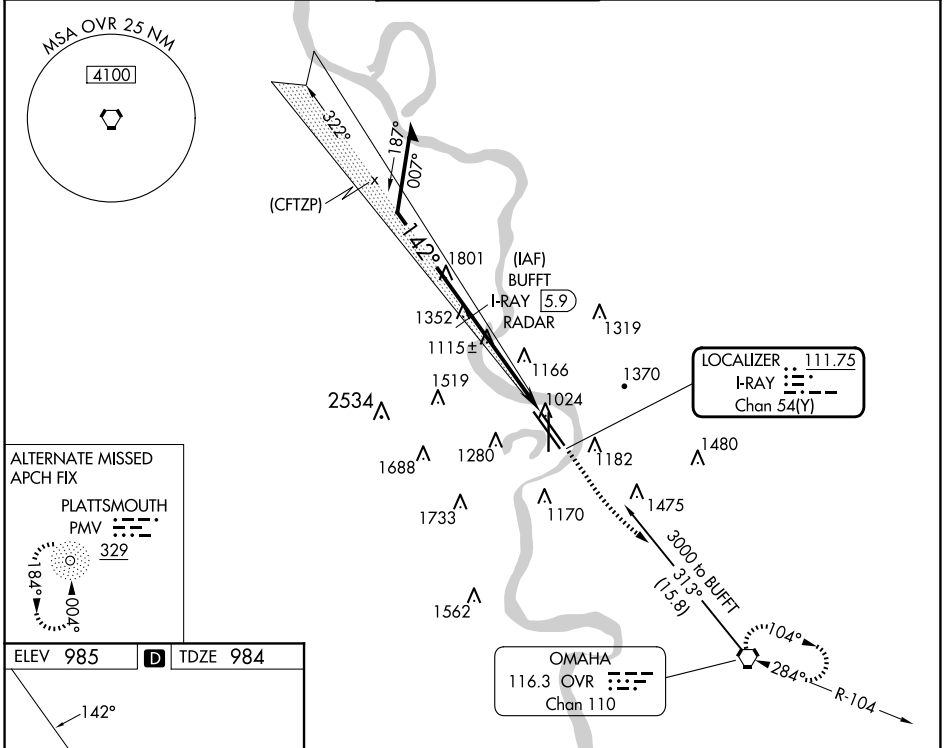 MSA OVR 25 NM
4100
322°
187°
007°
(CFTZP)
142°
1801
(IAF)
BUFFT
I-RAY 5.9
RADAR
1352
1319
1115±
1166
1519
1370
2534
1024
LOCALIZER 111.75
I-RAY
Chan 54(Y)
1688
1280
1182
1480
1733
1170
1475
1562
ALTERNATE MISSED
APCH FIX
PLATTSMOUTH
PMV
329
184°
004°
3000 to BUFFT
313°
(15.8)
104°
284°
R-104
OMAHA
116.3 OVR
Chan 110
ELEV 985 D TDZE 984
142°